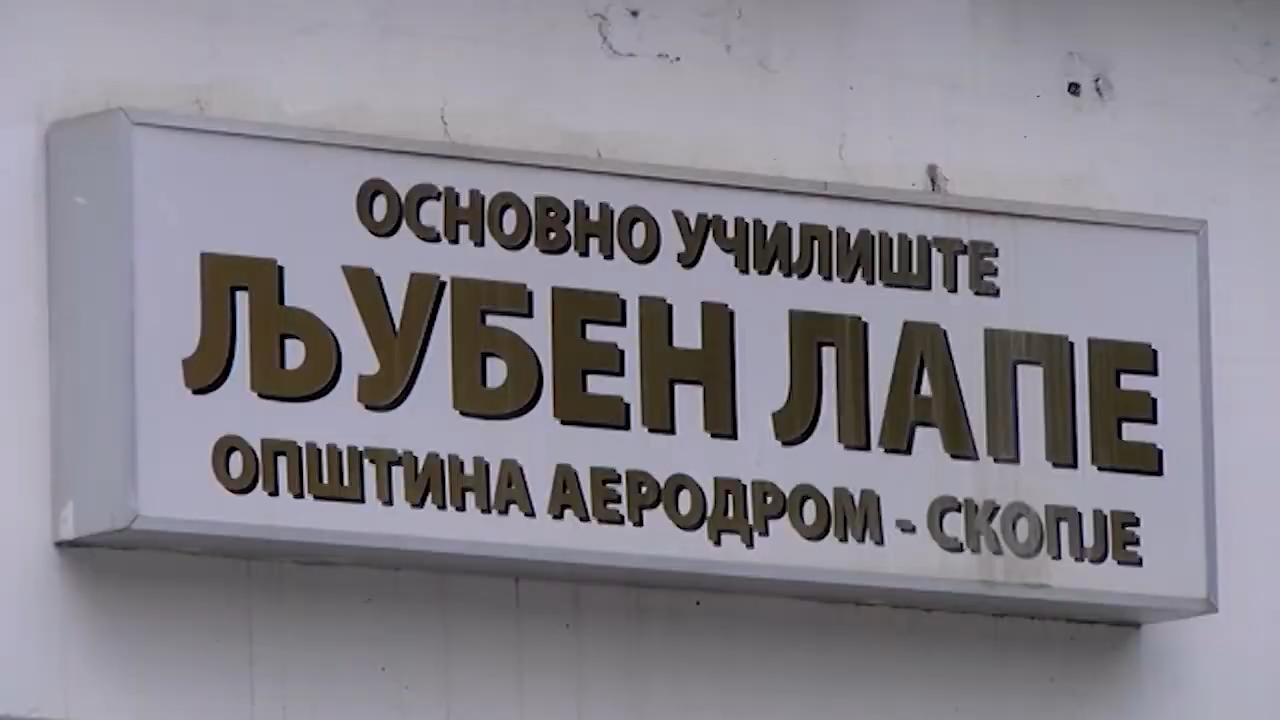 ОСНОВНО УЧИЛИШТЕ
ЉУБЕН ЛАПЕ
ОПШТИНА АЕРОДРОМ - СКОПЈЕ